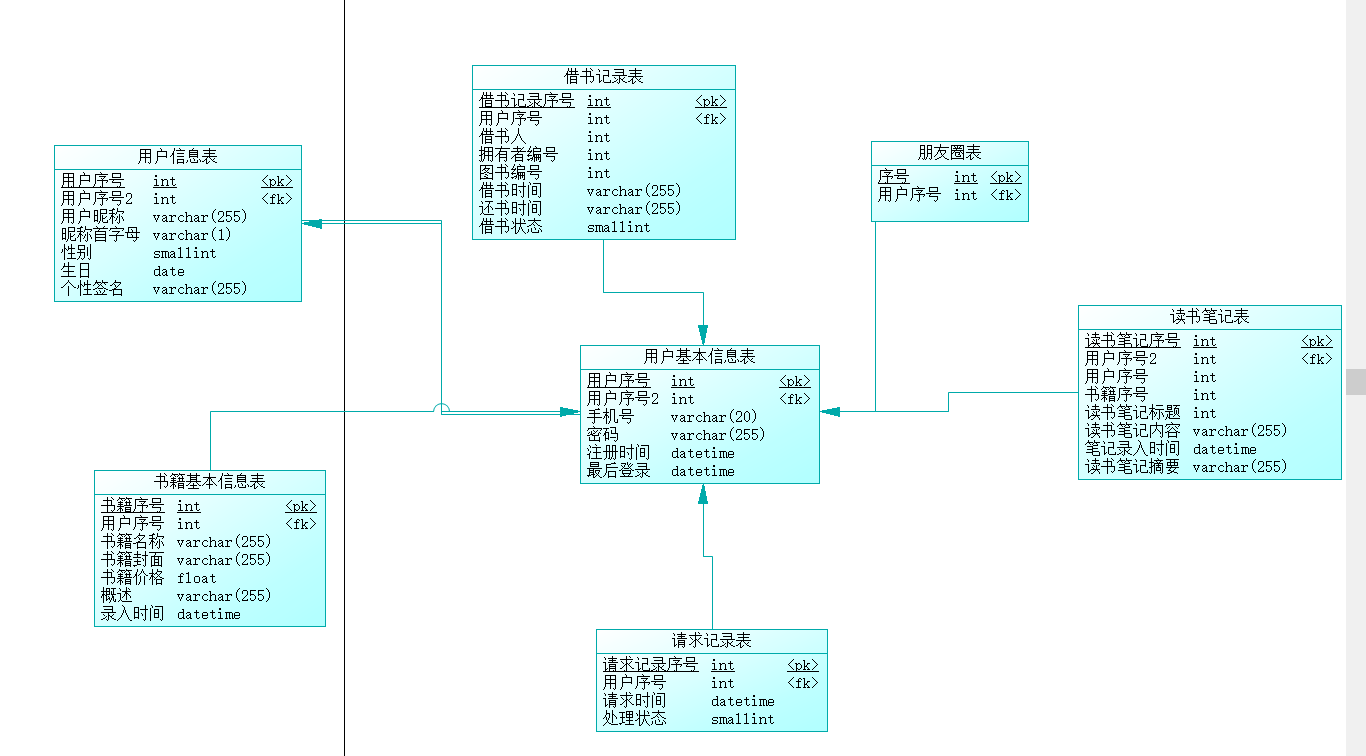 借书记录表
借书记录序号 int <pk>
用户序号 int <fk>
借书人 int
拥有者编号 int
图书编号 int
借书时间 varchar(255)
还书时间 varchar(255)
借书状态 smallint
用户信息表
用户序号 int <pk>
用户序号2 int <fk>
用户昵称 varchar(255)
昵称首字母 varchar(1)
性别 smallint
生日 date
个性签名 varchar(255)
朋友圈表
序号 int <pk>
用户序号 int <fk>
用户基本信息表
用户序号 int <pk>
用户序号2 int <fk>
手机号 varchar(20)
密码 varchar(255)
注册时间 datetime
最后登录 datetime
读书笔记表
读书笔记序号 int <pk>
用户序号2 int <fk>
用户序号 int
书籍序号 int
读书笔记标题 int
读书笔记内容 varchar(255)
笔记录入时间 datetime
读书笔记摘要 varchar(255)
书籍基本信息表
书籍序号 int <pk>
用户序号 int <fk>
书籍名称 varchar(255)
书籍封面 varchar(255)
书籍价格 float
概述 varchar(255)
录入时间 datetime
请求记录表
请求记录序号 int <pk>
用户序号 int <fk>
请求时间 datetime
处理状态 smallint